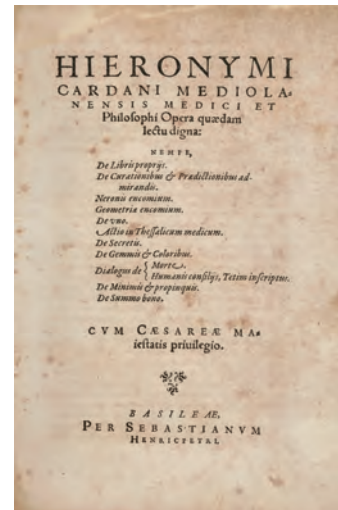 HIERONYMI
CARDANI MEDIOLA-
NENSIS MEDICI ET
Philosophi Opera quædam
lectu digna:
NEMPE,
De Libris proprijs.
De Curationibus & Prædictionibus ad-
mirandis.
Neronis encomium.
Geometriæ encomium.
De vno.
Actio in Thessalicum medicum.
De Secretis.
De Gemmis & Coloribus.
Dialogus de { Morte.
Humanis consilijs, Tetim inscriptus.
De Minimis & propinquis.
De Summo bono.
CVM CÆSAREÆ MA-
iestatis priuilegio.
BASILEAE,
PER SEBASTIANVM
HENRICPETRI.